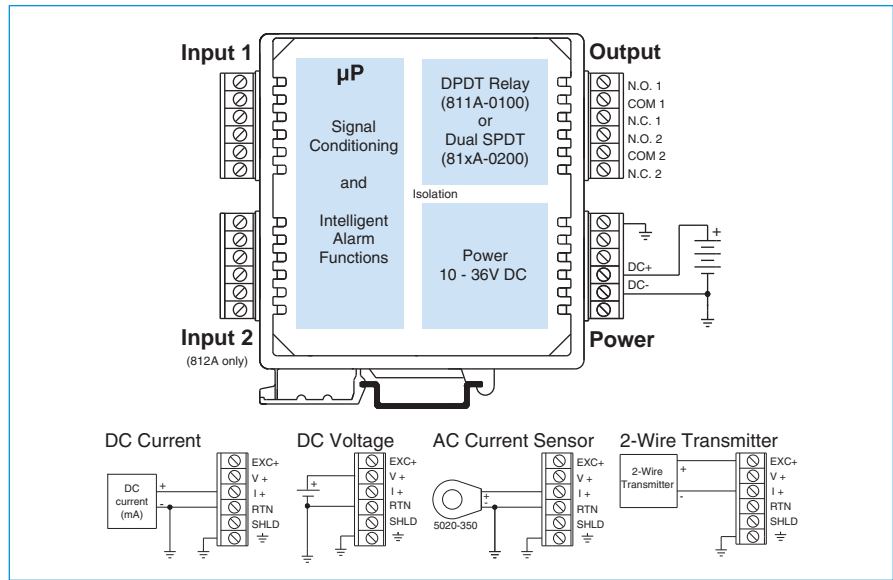 Input 1
Output
µP
Signal
Conditioning
and
Intelligent
Alarm
Functions
DPDT Relay
(811A-0100)
or
Dual SPDT
(81xA-0200)
Isolation
Power
10 - 36V DC
N.O. 1
COM 1
N.C. 1
N.O. 2
COM 2
N.C. 2
+
DC+
DC-
Input 2
(812A only)
Power
DC Current
DC
current
(mA)
+
-
EXC+
V +
I +
RTN
SHLD
DC Voltage
+
EXC+
V +
I +
RTN
SHLD
AC Current Sensor
5020-350
+
-
EXC+
V +
I +
RTN
SHLD
2-Wire Transmitter
2-Wire
Transmitter
+
-
EXC+
V +
I +
RTN
SHLD